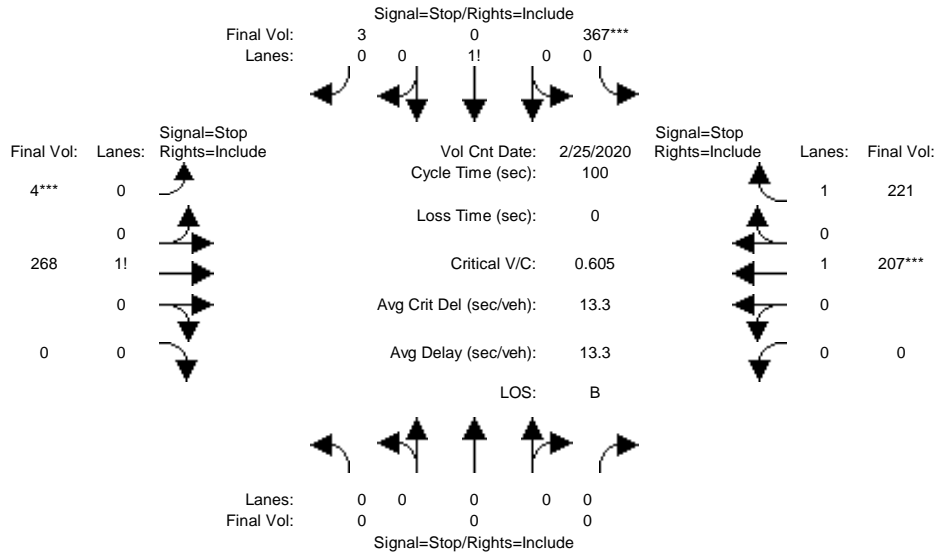 Signal=Stop/Rights=Include
Final Vol: 3 0 367***
Lanes: 0 0 1! 0 0
Signal=Stop Signal=Stop
Final Vol: Lanes: Rights=Include Vol Cnt Date: 2/25/2020 Rights=Include Lanes: Final Vol:
Cycle Time (sec): 100
4*** 0 1 221
Loss Time (sec): 0
0 0
268 1! Critical V/C: 0.605 1 207***
0 Avg Crit Del (sec/veh): 13.3 0
0 0 Avg Delay (sec/veh): 13.3 0 0
LOS: B
Lanes: 0 0 0 0 0
Final Vol: 0 0 0
Signal=Stop/Rights=Include